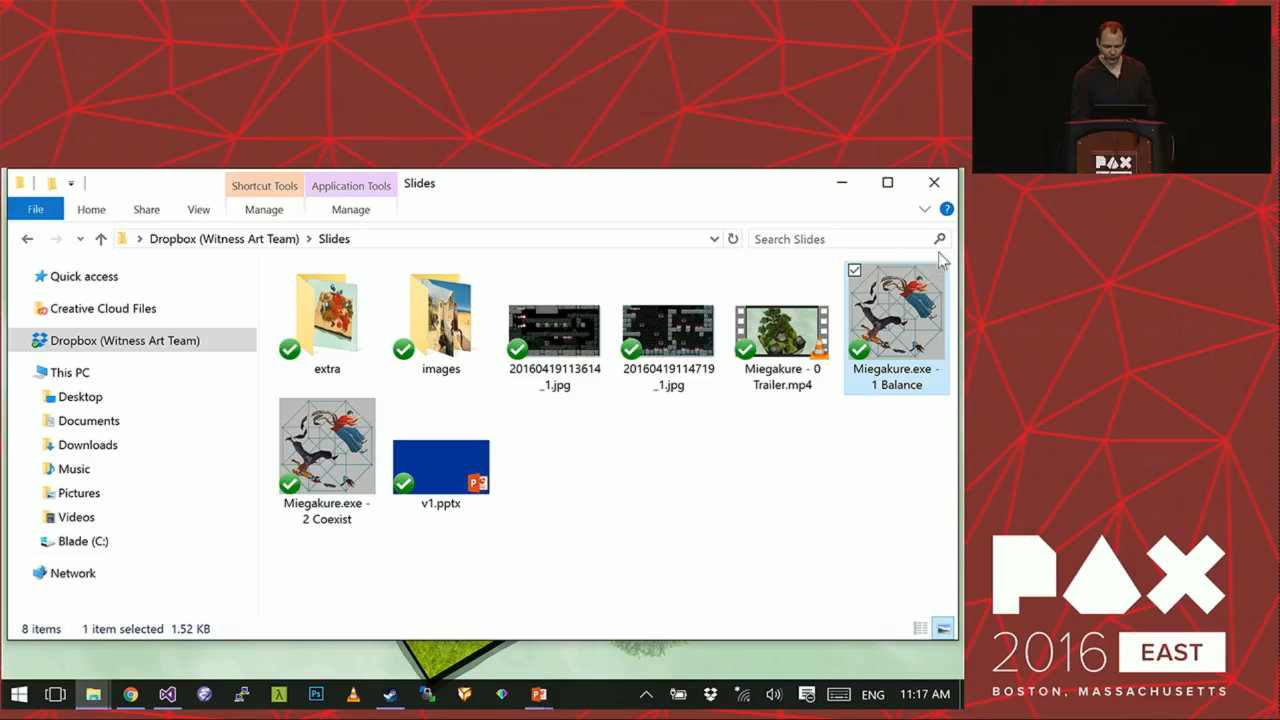 PAX
Shortcut Tools
Application Tools
Slides
File
Home
Share
View
Manage
Manage
Dropbox (Witness Art Team)
Slides
Search Slides
Quick access
Creative Cloud Files
Dropbox (Witness Art Team)
This PC
Desktop
Documents
Downloads
Music
Pictures
Videos
Blade (C:)
Network
extra
images
20160419113614
_1.jpg
20160419114719
_1.jpg
Miegakure - 0
Trailer.mp4
Miegakure.exe -
1 Balance
Miegakure.exe -
2 Coexist
v1.pptx
8 items
1 item selected 1.52 KB
ENG
11:17 AM
PAX
2016 EAST
BOSTON, MASSACHUSETTS